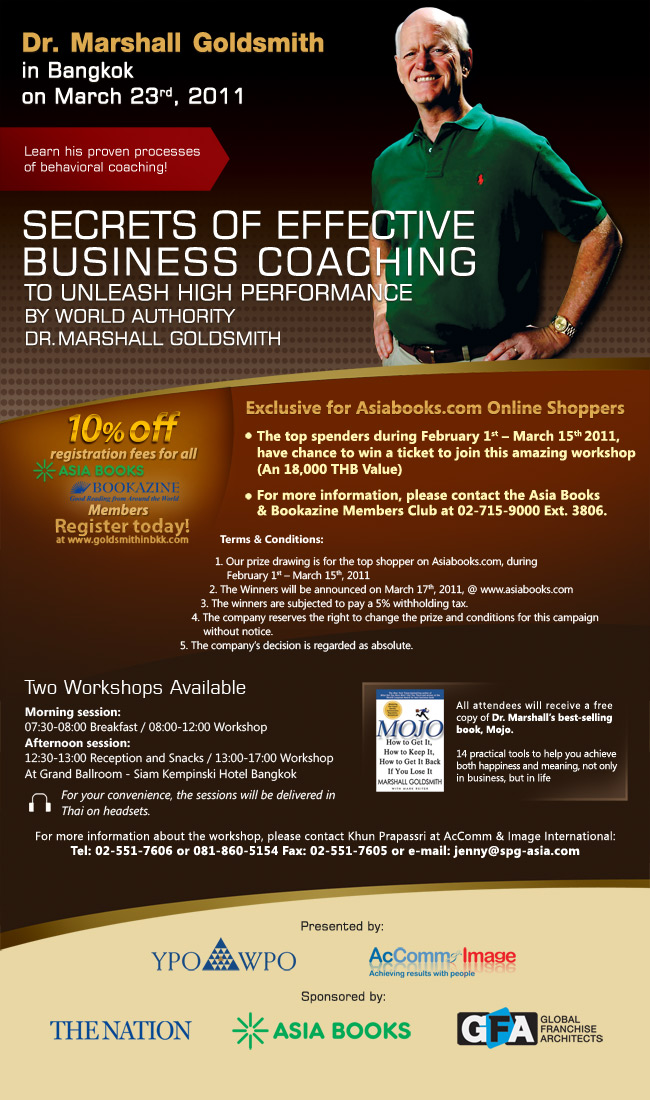 Dr. Marshall Goldsmith
in Bangkok
on March 23rd, 2011
Learn his proven processes
of behavioral coaching!
SECRETS OF EFFECTIVE
BUSINESS COACHING
TO UNLEASH HIGH PERFORMANCE
BY WORLD AUTHORITY
DR. MARSHALL GOLDSMITH
10% off
registration fees for all
ASIA BOOKS
BOOKAZINE
Good Reading from Around the World
Members
Register today!
at www.goldsmithinbkk.com
Exclusive for Asiabooks.com Online Shoppers
• The top spenders during February 1st – March 15th 2011,
have chance to win a ticket to join this amazing workshop
(An 18,000 THB Value)
• For more information, please contact the Asia Books
& Bookazine Members Club at 02-715-9000 Ext. 3806.
Terms & Conditions:
1. Our prize drawing is for the top shopper on Asiabooks.com, during
February 1st – March 15th, 2011
2. The Winners will be announced on March 17th, 2011, @ www.asiabooks.com
3. The winners are subjected to pay a 5% withholding tax.
4. The company reserves the right to change the prize and conditions for this campaign
without notice.
5. The company's decision is regarded as absolute.
Two Workshops Available
Morning session:
07:30-08:00 Breakfast / 08:00-12:00 Workshop
Afternoon session:
12:30-13:00 Reception and Snacks / 13:00-17:00 Workshop
At Grand Ballroom - Siam Kempinski Hotel Bangkok
For your convenience, the sessions will be delivered in
Thai on headsets.
MOJO
How to Get It,
How to Keep It,
How to Get It Back
If You Lose It
MARSHALL GOLDSMITH
WITH MARK REITER
All attendees will receive a free
copy of Dr. Marshall's best-selling
book, Mojo.
14 practical tools to help you achieve
both happiness and meaning, not only
in business, but in life
For more information about the workshop, please contact Khun Prapassri at AcComm & Image International:
Tel: 02-551-7606 or 081-860-5154 Fax: 02-551-7605 or e-mail: jenny@spg-asia.com
Presented by:
YPO WPO
AcComm & Image
Achieving results with people
Sponsored by:
THE NATION
ASIA BOOKS
GFA
GLOBAL
FRANCHISE
ARCHITECTS